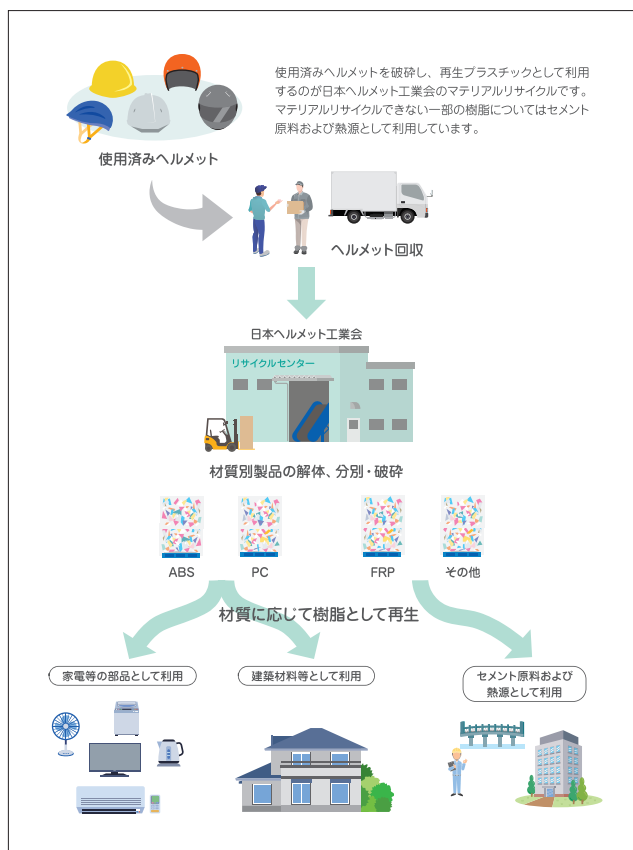 使用済みヘルメットを破砕し、再生プラスチックとして利用
するのが日本ヘルメット工業会のマテリアルリサイクルです。
マテリアルリサイクルできない一部の樹脂についてはセメント
原料および熱源として利用しています。
使用済みヘルメット
ヘルメット回収
日本ヘルメット工業会
リサイクルセンター
材質別製品の解体、分別・破砕
ABS
PC
FRP
その他
材質に応じて樹脂として再生
家電等の部品として利用
建築材料等として利用
セメント原料および
熱源として利用